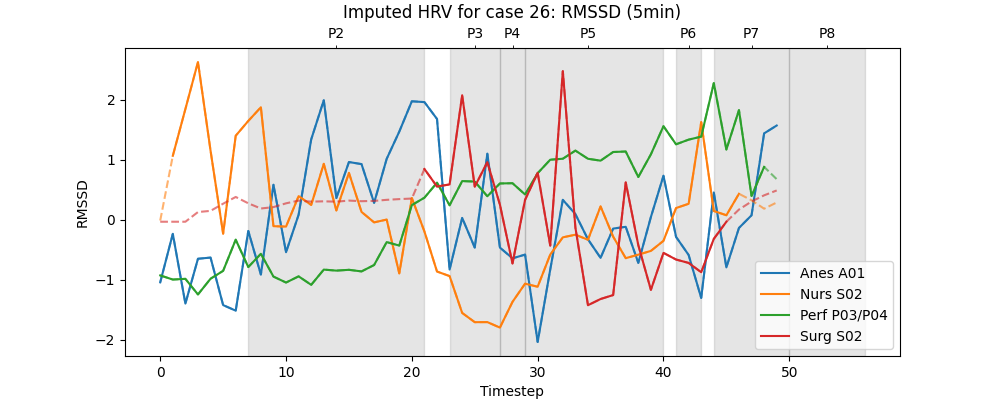 Imputed HRV for case 26: RMSSD (5min)
P2 P3 P4 P5 P6 P7 P8
RMSSD
2
1
0
−1
−2
0 10 20 30 40 50
Timestep
Anes A01
Nurs S02
Perf P03/P04
Surg S02